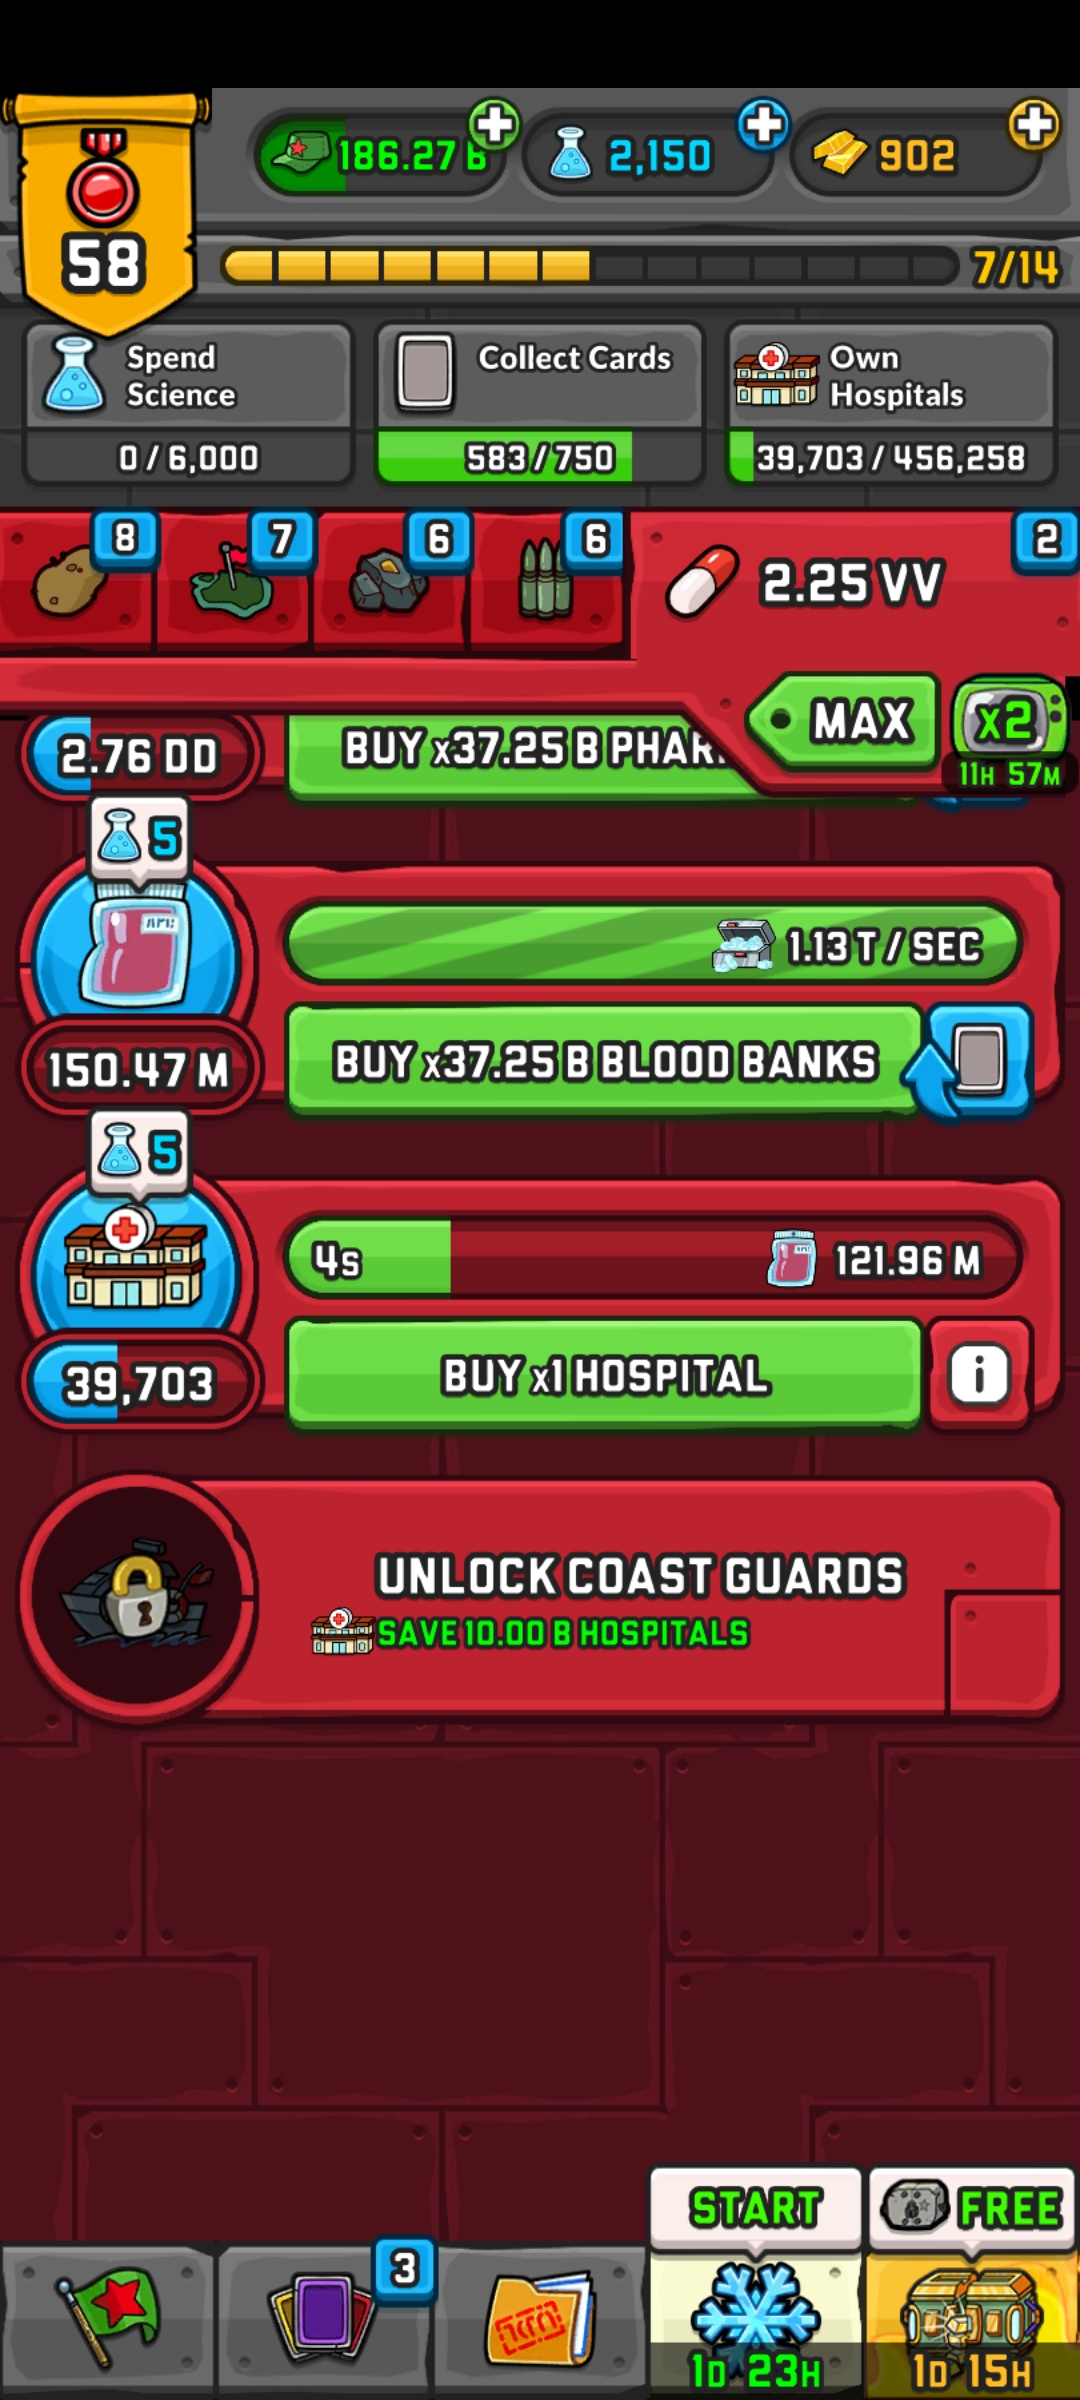 58
186.27 B
2,150
902
7/14
Spend
Science
0 / 6,000
Collect Cards
583 / 750
Own
Hospitals
39,703 / 456,258
8
7
6
6
2.25 VV
2
MAX
x2
11H 57M
2.76 DD
BUY x37.25 B PHAR
5
1.13 T / SEC
150.47 M
BUY x37.25 B BLOOD BANKS
5
4s
121.96 M
39,703
BUY x1 HOSPITAL
i
UNLOCK COAST GUARDS
SAVE 10.00 B HOSPITALS
START
FREE
3
1D 23H
1D 15H